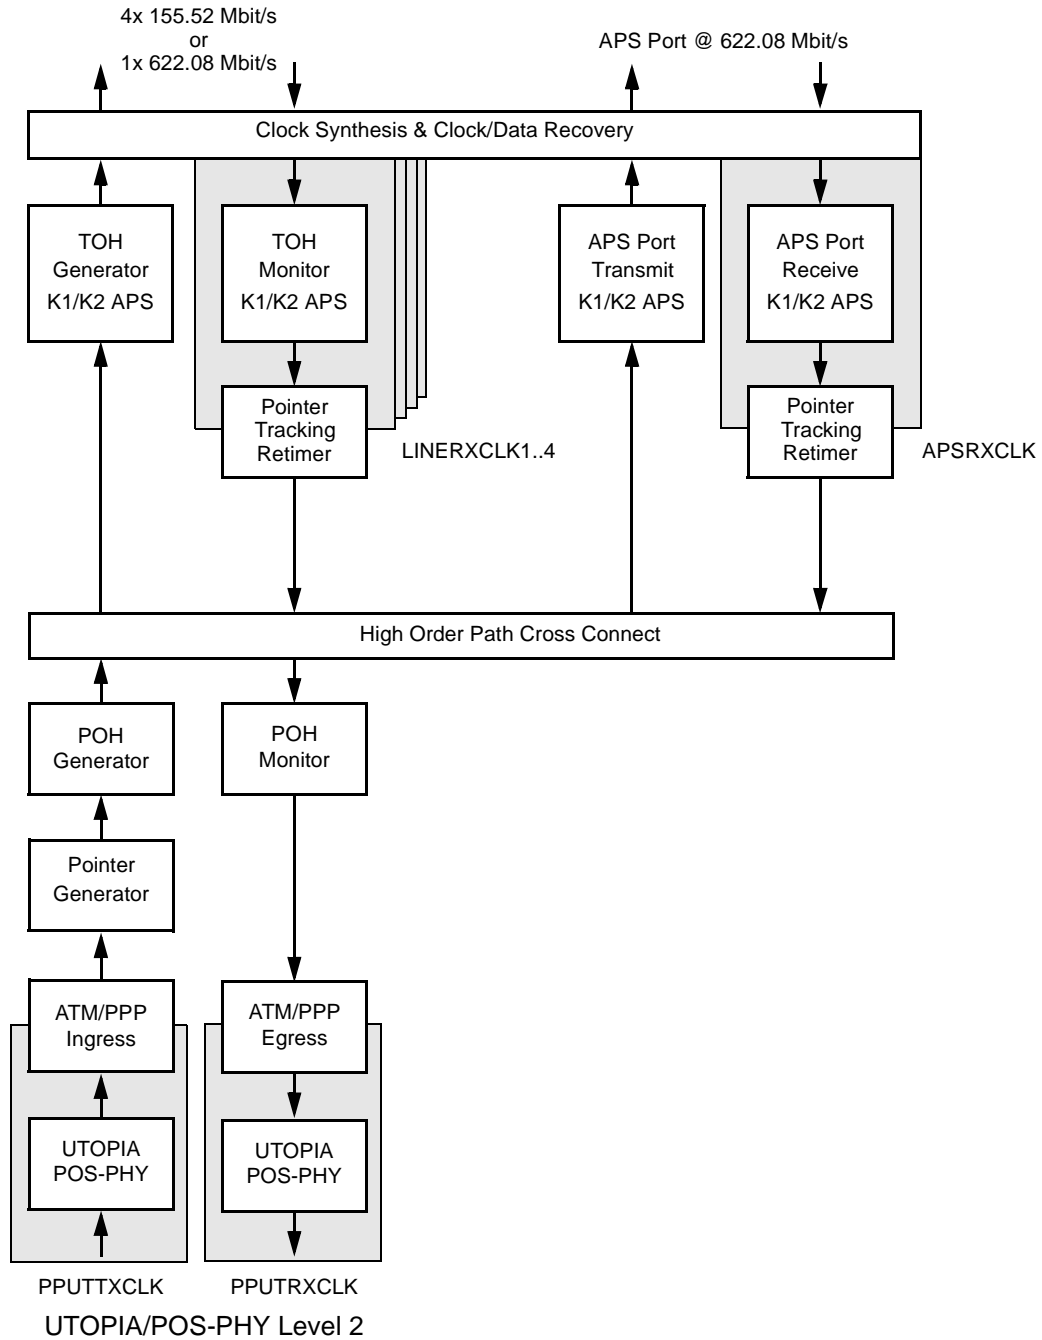 4x 155.52 Mbit/s
or
1x 622.08 Mbit/s
APS Port @ 622.08 Mbit/s
Clock Synthesis & Clock/Data Recovery
TOH
Generator
K1/K2 APS
TOH
Monitor
K1/K2 APS
APS Port
Transmit
K1/K2 APS
APS Port
Receive
K1/K2 APS
Pointer
Tracking
Retimer
LINERXCLK1..4
Pointer
Tracking
Retimer
APSRXCLK
High Order Path Cross Connect
POH
Generator
POH
Monitor
Pointer
Generator
ATM/PPP
Ingress
ATM/PPP
Egress
UTOPIA
POS-PHY
UTOPIA
POS-PHY
PPUTTXCLK
PPUTRXCLK
UTOPIA/POS-PHY Level 2